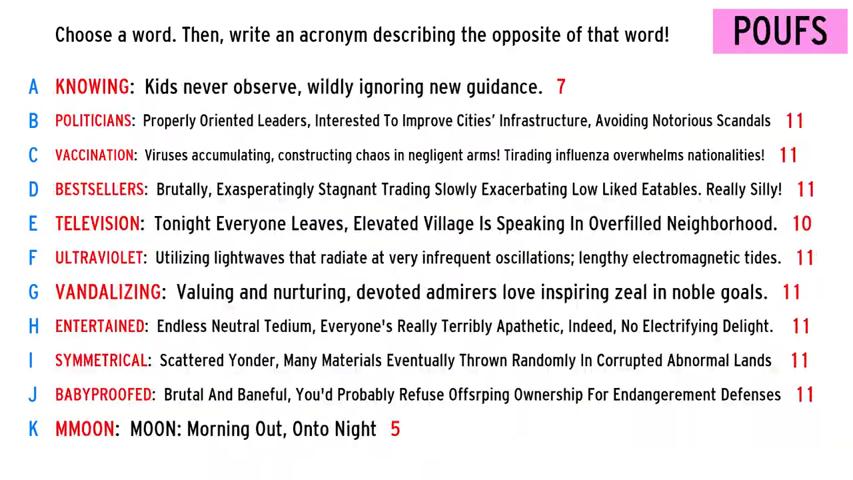 Choose a word. Then, write an acronym describing the opposite of that word!
POUFS
A KNOWING: Kids never observe, wildly ignoring new guidance. 7
B POLITICIANS: Properly Oriented Leaders, Interested To Improve Cities' Infrastructure, Avoiding Notorious Scandals 11
C VACCINATION: Viruses accumulating, constructing chaos in negligent arms! Tirading influenza overwhelms nationalities! 11
D BESTSELLERS: Brutally, Exasperatingly Stagnant Trading Slowly Exacerbating Low Liked Eatables. Really Silly! 11
E TELEVISION: Tonight Everyone Leaves, Elevated Village Is Speaking In Overfilled Neighborhood. 10
F ULTRAVIOLET: Utilizing lightwaves that radiate at very infrequent oscillations; lengthy electromagnetic tides. 11
G VANDALIZING: Valuing and nurturing, devoted admirers love inspiring zeal in noble goals. 11
H ENTERTAINED: Endless Neutral Tedium, Everyone's Really Terribly Apathetic, Indeed, No Electrifying Delight. 11
I SYMMETRICAL: Scattered Yonder, Many Materials Eventually Thrown Randomly In Corrupted Abnormal Lands 11
J BABYPROOFED: Brutal And Baneful, You'd Probably Refuse Offsrping Ownership For Endangerement Defenses 11
K MMOON: MOON: Morning Out, Onto Night 5